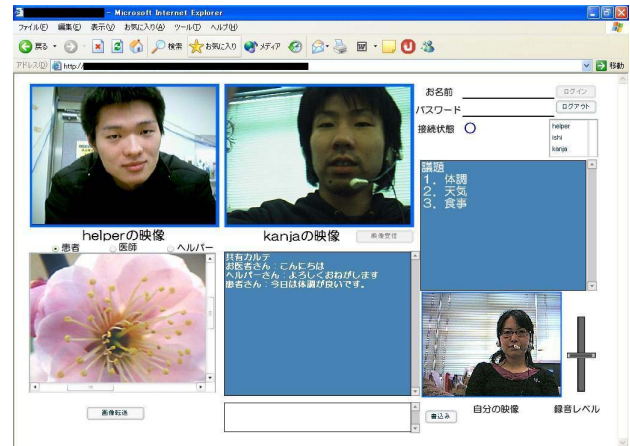 - Microsoft Internet Explorer
ファイル(F) 編集(E) 表示(V) お気に入り(A) ツール(T) ヘルプ(H)
戻る 検索 お気に入り メディア
アドレス(D) http:// 移動
お名前 ログイン
パスワード ログアウト
接続状態
helper
ishi
kanja
議題
1. 体調
2. 天気
3. 食事
helperの映像 kanjaの映像 映像受信
患者 医師 ヘルパー
共有カルテ
お医者さん:こんにちは
ヘルパーさん:よろしくおねがします
患者さん:今日は体調が良いです。
画像転送
書込み
自分の映像 録音レベル